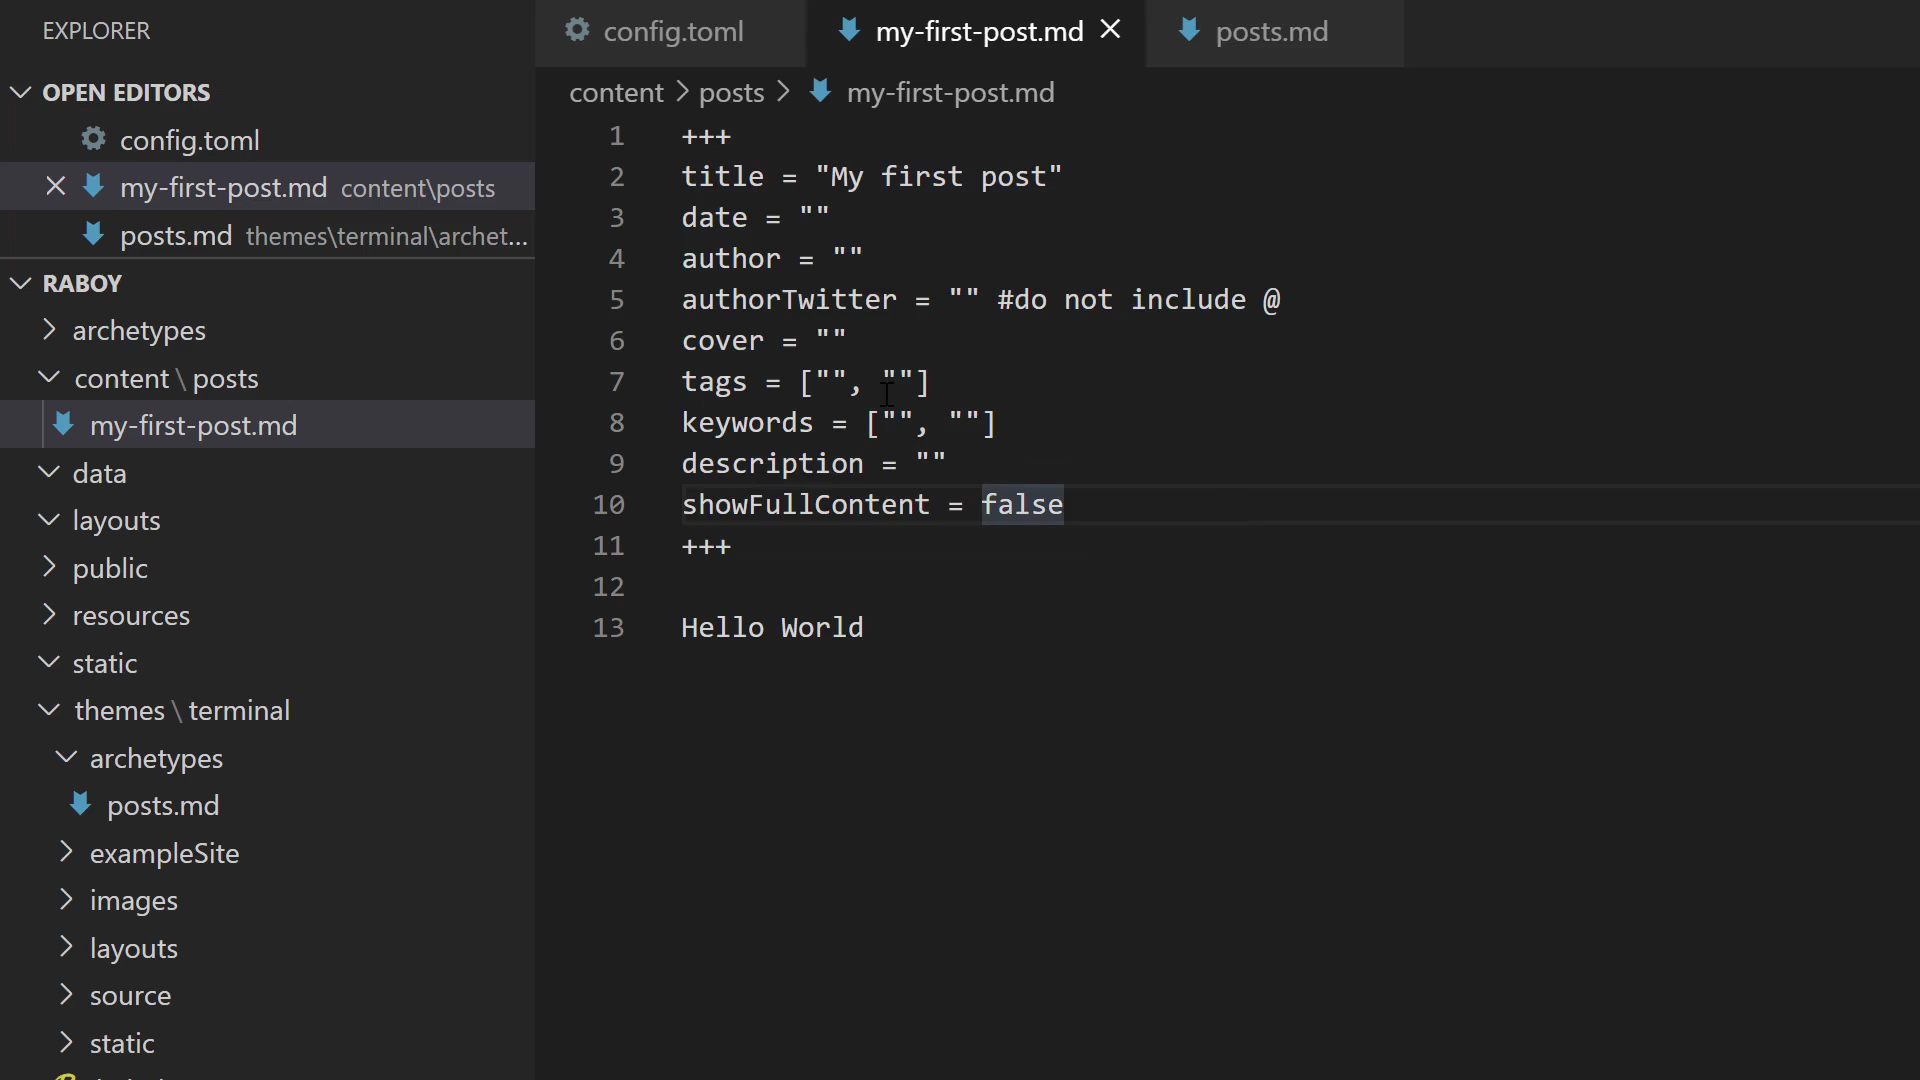 EXPLORER
OPEN EDITORS
config.toml
my-first-post.md content\posts
posts.md themes\terminal\archet...
RABOY
archetypes
content \ posts
my-first-post.md
data
layouts
public
resources
static
themes \ terminal
archetypes
posts.md
exampleSite
images
layouts
source
static
config.toml my-first-post.md posts.md
content > posts > my-first-post.md
1 +++
2 title = "My first post"
3 date = ""
4 author = ""
5 authorTwitter = "" #do not include @
6 cover = ""
7 tags = ["", ""]
8 keywords = ["", ""]
9 description = ""
10 showFullContent = false
11 +++
12
13 Hello World